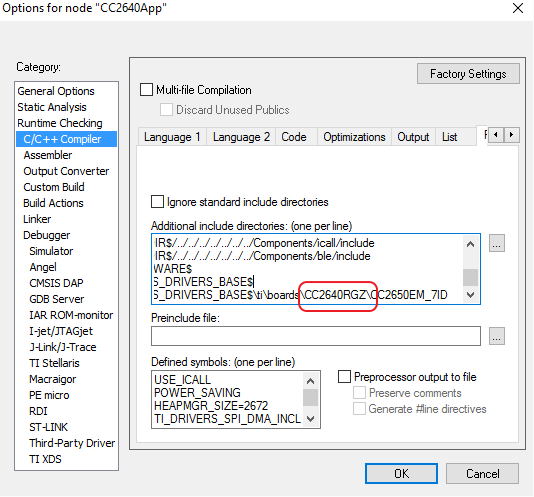 Options for node "CC2640App"
Category:
General Options
Static Analysis
Runtime Checking
C/C++ Compiler
Assembler
Output Converter
Custom Build
Build Actions
Linker
Debugger
Simulator
Angel
CMSIS DAP
GDB Server
IAR ROM-monitor
I-jet/JTAGjet
J-Link/J-Trace
TI Stellaris
Macraigor
PE micro
RDI
ST-LINK
Third-Party Driver
TI XDS
Factory Settings
Multi-file Compilation
Discard Unused Publics
Language 1 Language 2 Code Optimizations Output List
Ignore standard include directories
Additional include directories: (one per line)
IR$/../../../../../../../Components/icall/include
IR$/../../../../../../../Components/ble/include
WARE$
S_DRIVERS_BASE$
S_DRIVERS_BASE$\ti\boards\CC2640RGZ\CC2650EM_7ID
...
Preinclude file:
...
Defined symbols: (one per line)
USE_ICALL
POWER_SAVING
HEAPMGR_SIZE=2672
TI_DRIVERS_SPI_DMA_INCL
Preprocessor output to file
Preserve comments
Generate #line directives
OK Cancel